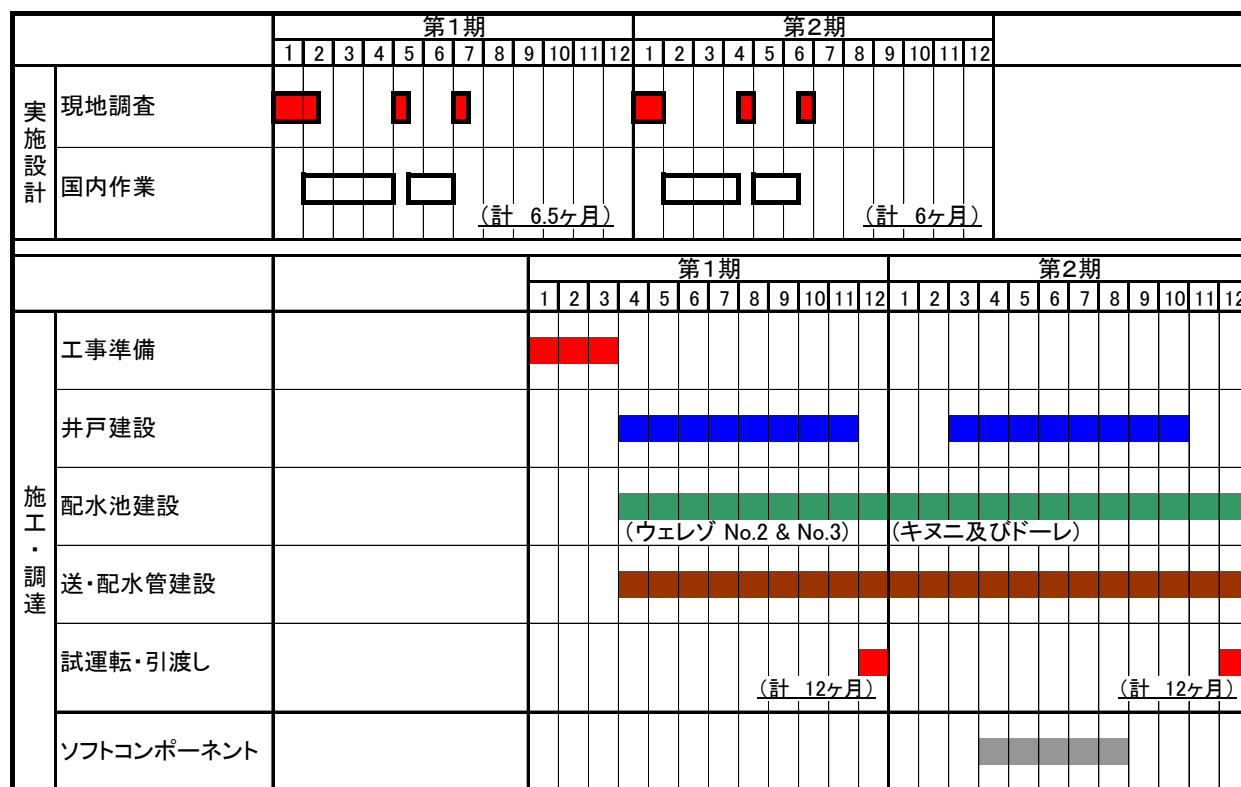 第1期 第2期
1 2 3 4 5 6 7 8 9 10 11 12 1 2 3 4 5 6 7 8 9 10 11 12
実施設計
現地調査
国内作業
(計 6.5ヶ月) (計 6ヶ月)
第1期 第2期
1 2 3 4 5 6 7 8 9 10 11 12 1 2 3 4 5 6 7 8 9 10 11 12
施工・調達
工事準備
井戸建設
配水池建設
(ウェレゾ No.2 & No.3) (キヌニ及びドーレ)
送・配水管建設
試運転・引渡し
(計 12ヶ月) (計 12ヶ月)
ソフトコンポーネント